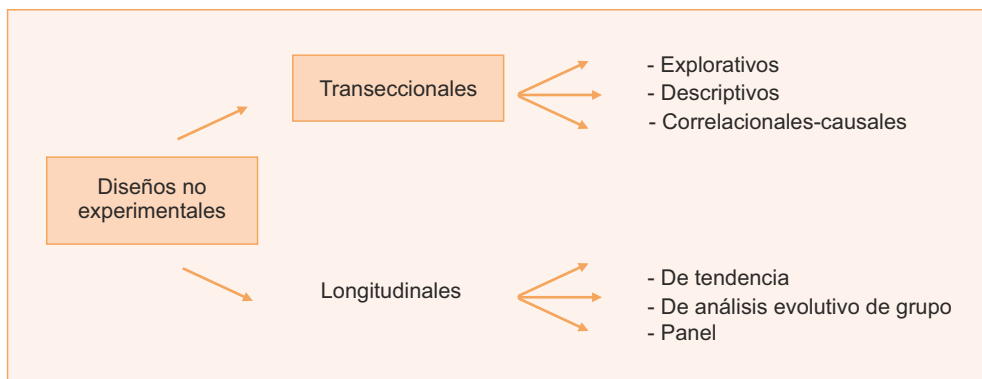 Transeccionales
- Explorativos
- Descriptivos
- Correlacionales-causales
Diseños no
experimentales
Longitudinales
- De tendencia
- De análisis evolutivo de grupo
- Panel